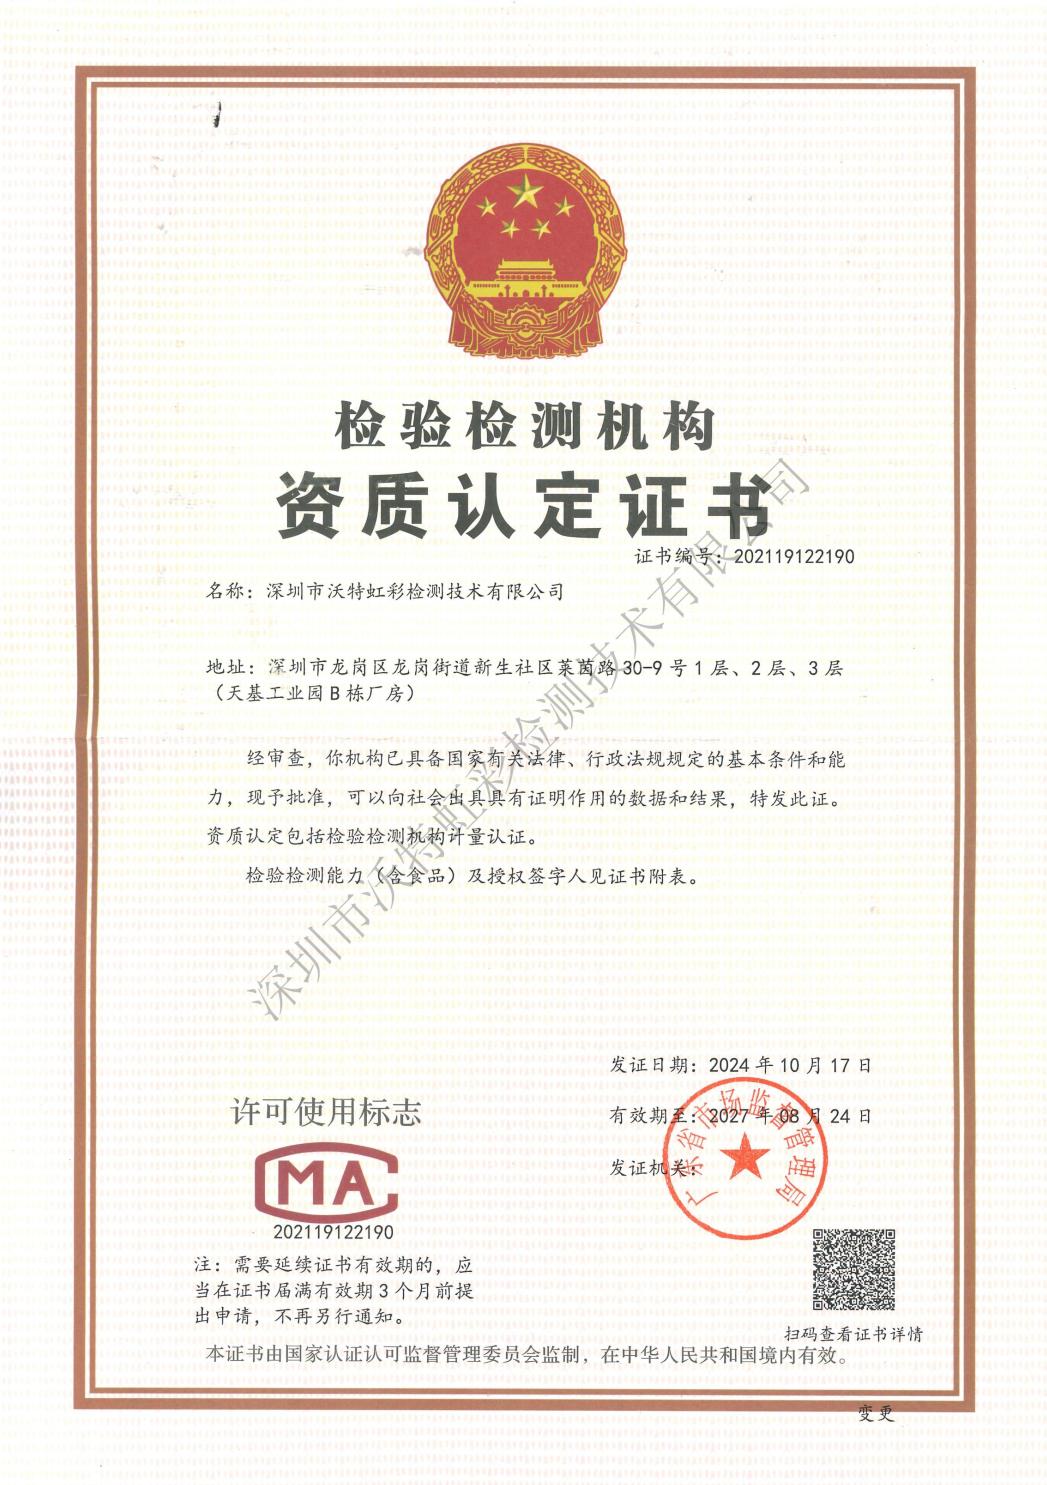 检验检测机构
资质认定证书
证书编号：202119122190
名称：深圳市沃特虹彩检测技术有限公司
地址：深圳市龙岗区龙岗街道新生社区莱茵路30-9号1层、2层、3层
（天基工业园B栋厂房）
经审查，你机构已具备国家有关法律、行政法规规定的基本条件和能
力，现予批准，可以向社会出具具有证明作用的数据和结果，特发此证。
资质认定包括检验检测机构计量认证。
检验检测能力（含食品）及授权签字人见证书附表。
深圳市沃特虹彩检测技术有限公司
发证日期：2024年10月17日
有效期至：2027年08月24日
发证机关：
广东省市场监督管理局
许可使用标志
MA
202119122190
注：需要延续证书有效期的，应
当在证书届满有效期3个月前提
出申请，不再另行通知。
扫码查看证书详情
本证书由国家认证认可监督管理委员会监制，在中华人民共和国境内有效。
变更